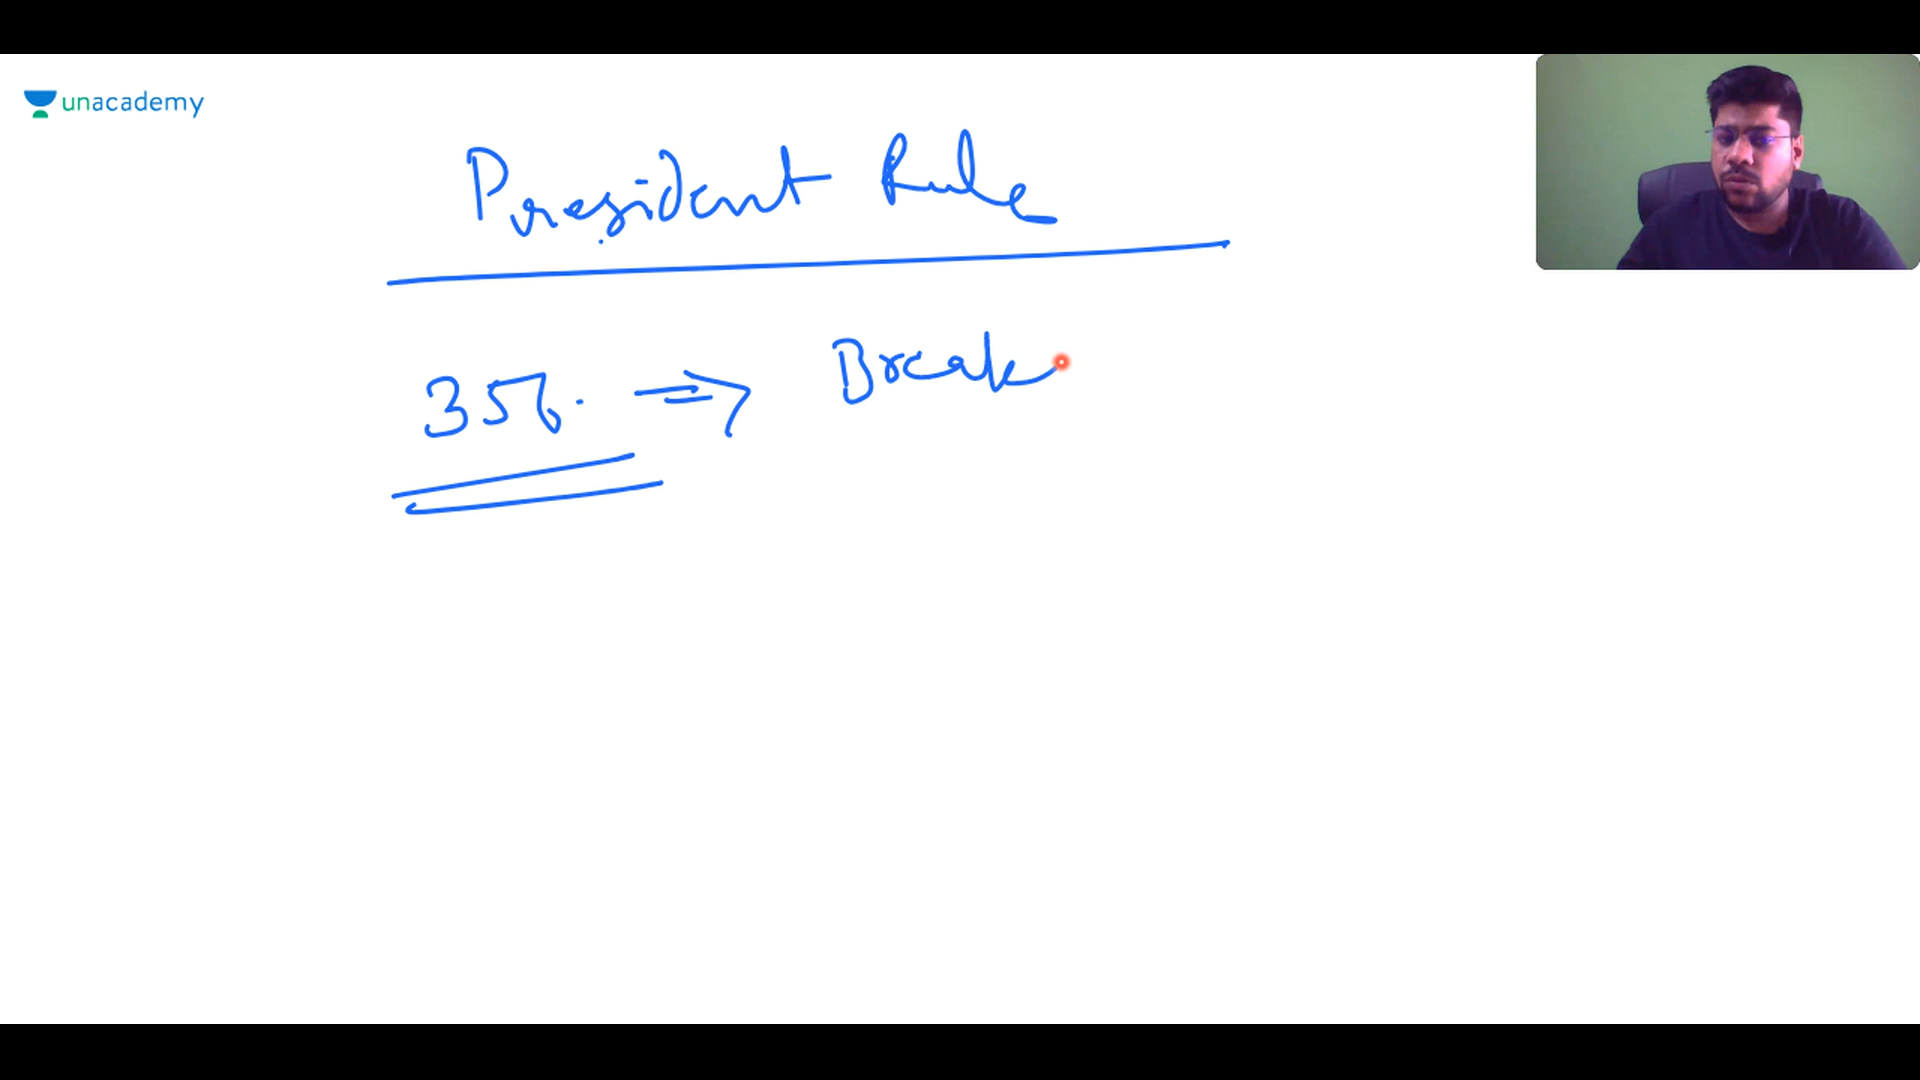 unacademy
President Rule
356. ⇒ Break